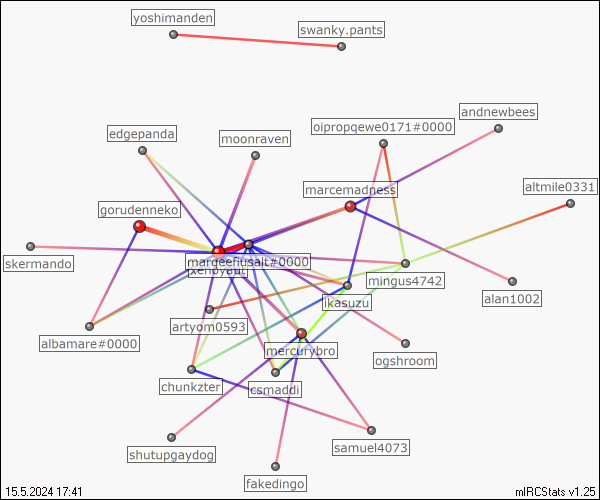 yoshimanden
swanky.pants
andnewbees
oipropqewe0171#0000
edgepanda
moonraven
marcemadness
altmile0331
gorudenneko
margeefiusalt#0000
skermando
xenoyaut
mingus4742
ikasuzu
alan1002
artyom0593
albamare#0000
mercurybro
ogshroom
chunkzter
csmaddi
samuel4073
shutupgaydog
fakedingo
15.5.2024 17:41
mIRCStats v1.25